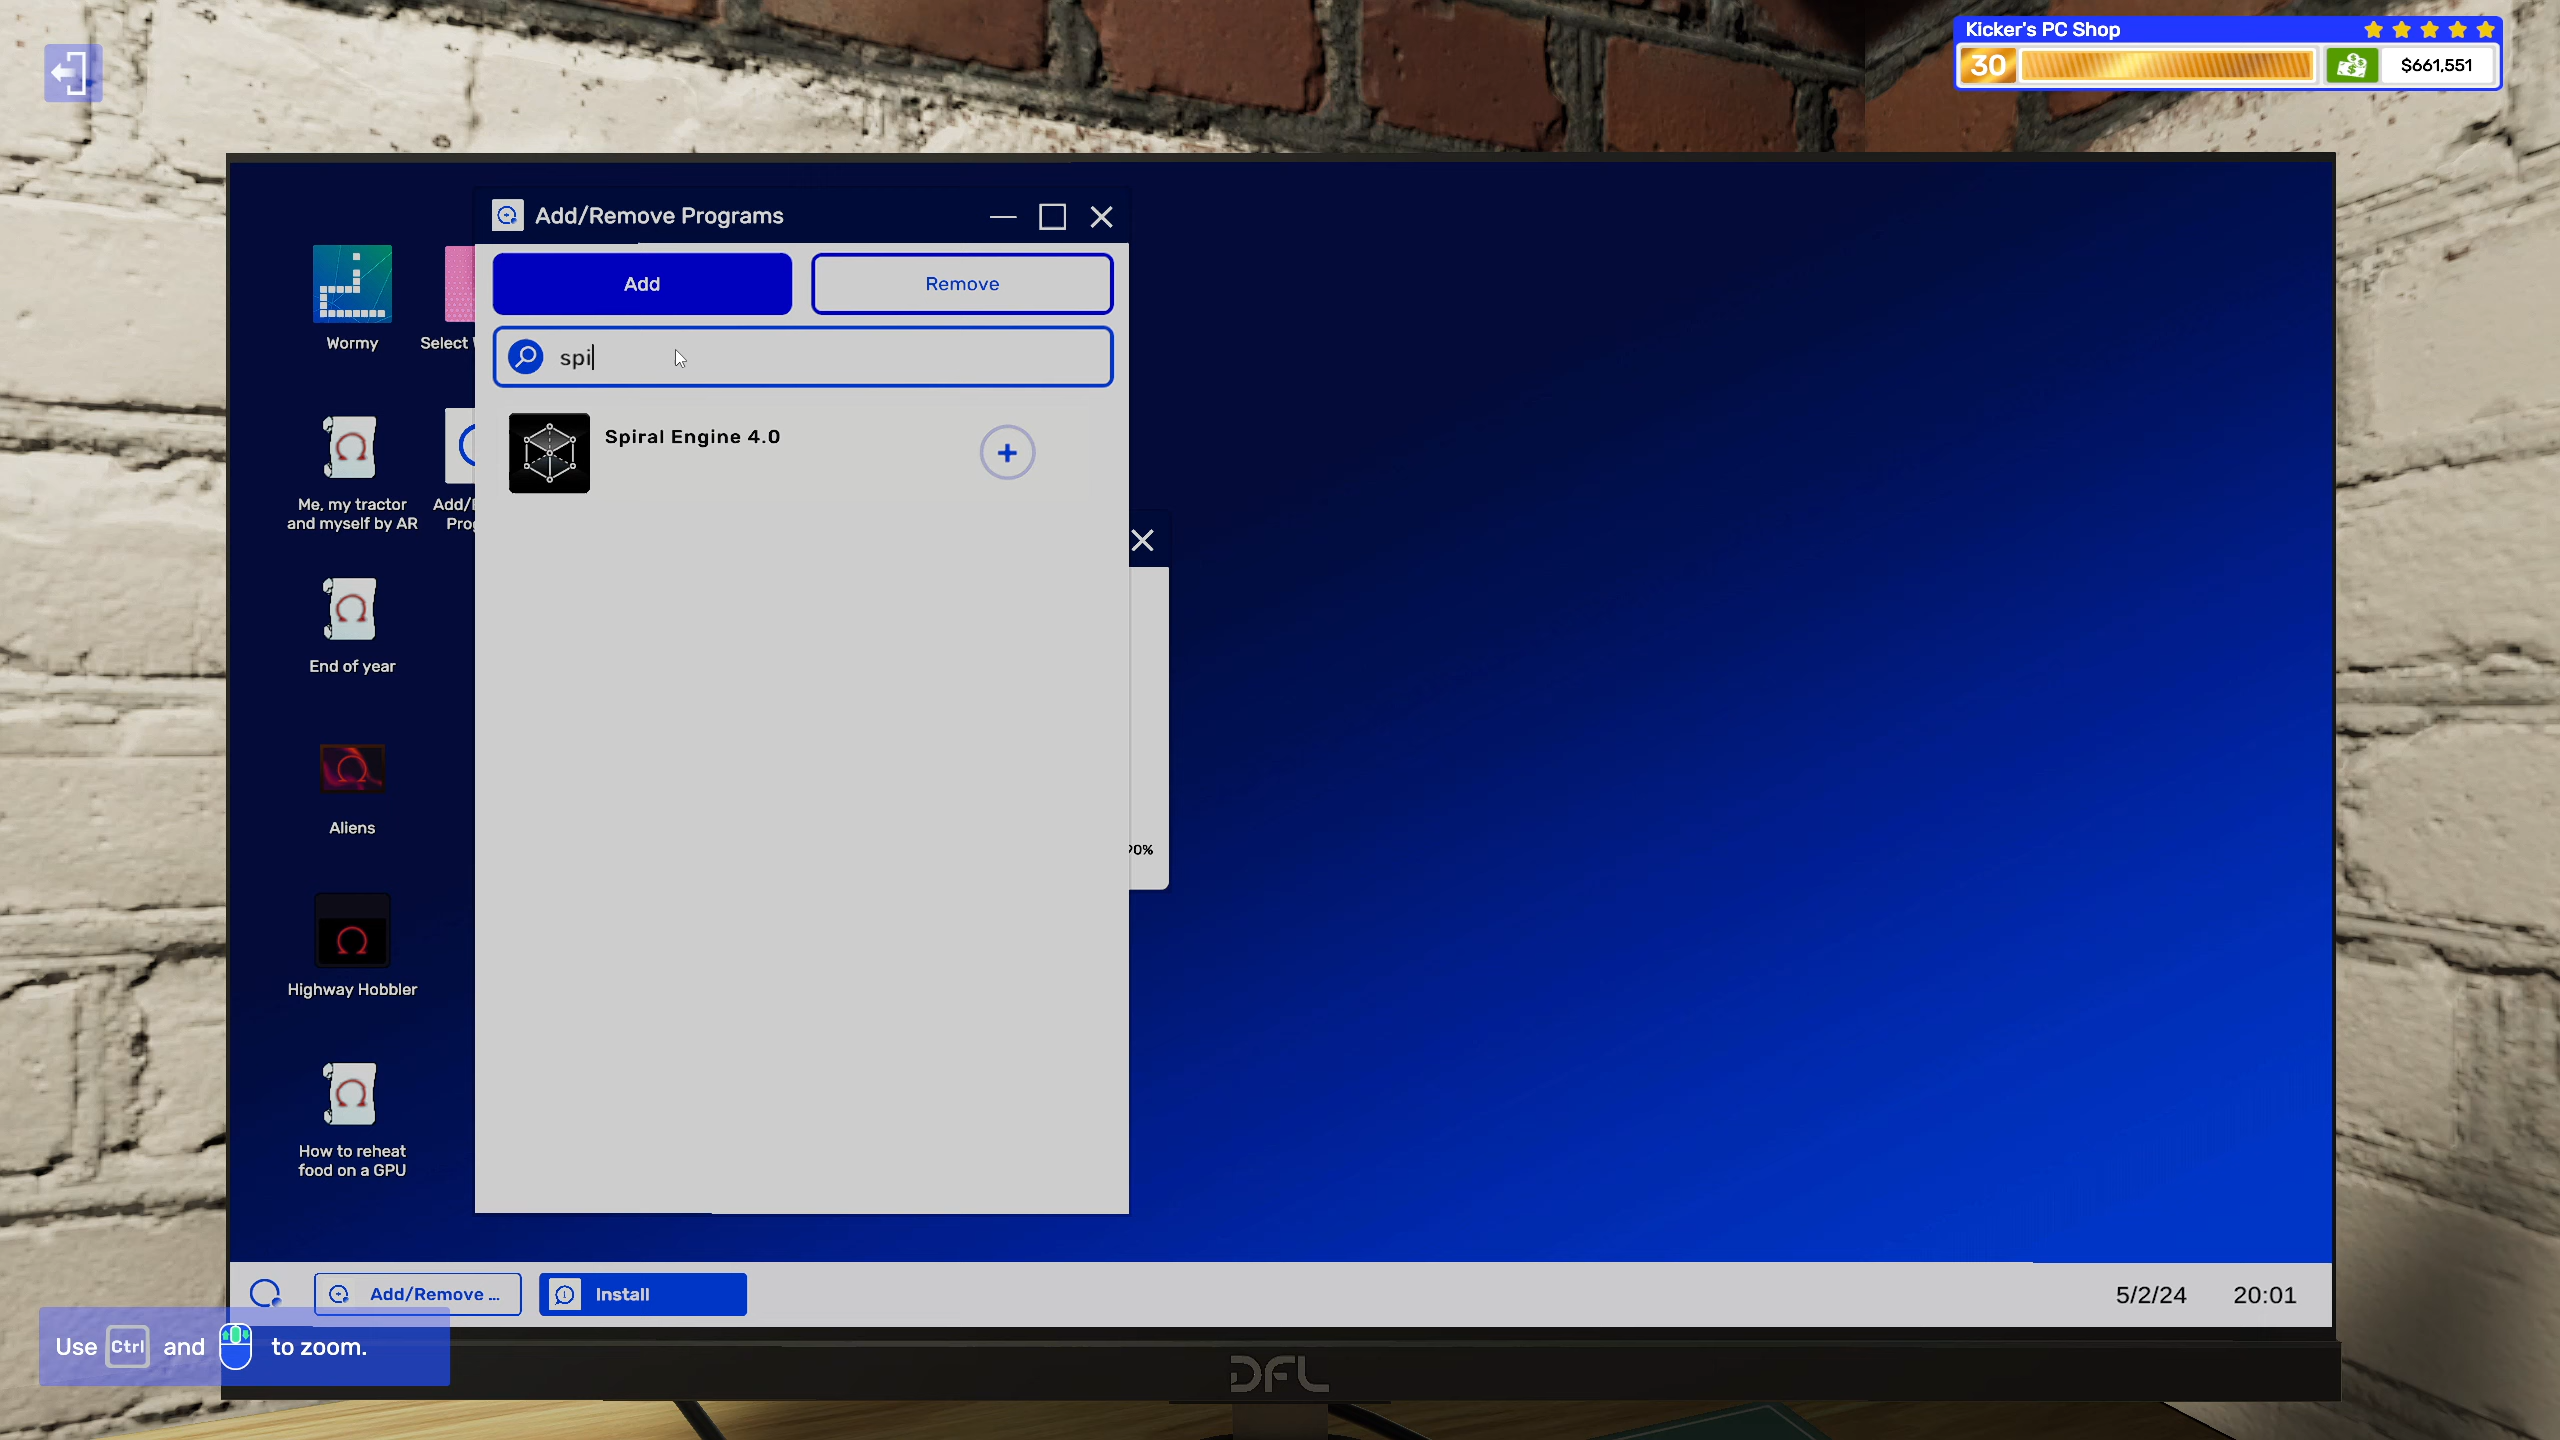 Kicker's PC Shop
30
$661,551
Add/Remove Programs
Add
Remove
spi
Spiral Engine 4.0
Wormy
Select
Me, my tractor
and myself by AR
End of year
Aliens
Highway Hobbler
How to reheat
food on a GPU
90%
Add/Remove ...
Install
5/2/24
20:01
Use Ctrl and to zoom.
DFL